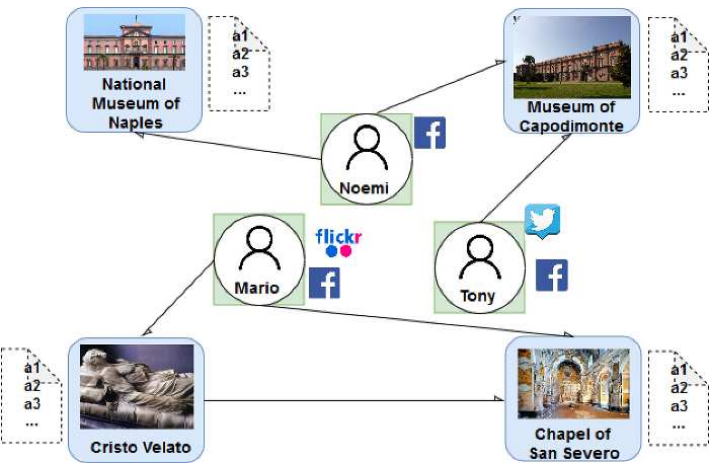 National
Museum of
Naples
a1
a2
a3
...
Museum of
Capodimonte
a1
a2
a3
...
Noemi
f
flickr
Mario
f
Tony
f
a1
a2
a3
...
Cristo Velato
Chapel of
San Severo
a1
a2
a3
...